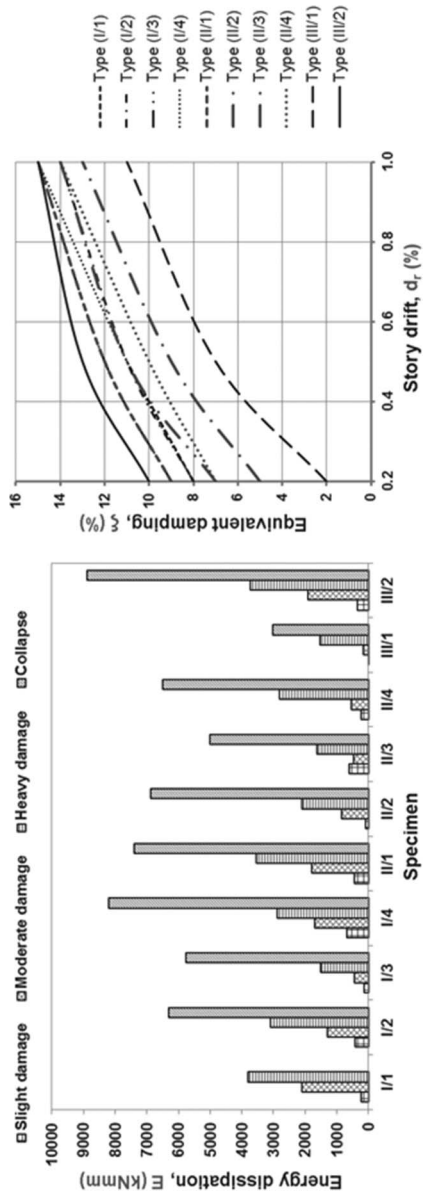 Slight damage Moderate damage Heavy damage Collapse
Energy dissipation, E (kNmm)
10000
9000
8000
7000
6000
5000
4000
3000
2000
1000
0
I/1 I/2 I/3 I/4 II/1 II/2 II/3 II/4 III/1 III/2
Specimen
Equivalent damping, ξ (%)
16
14
12
10
8
6
4
2
0
0.2 0.4 0.6 0.8 1.0
Story drift, dr (%)
Type (I/1)
Type (I/2)
Type (I/3)
Type (I/4)
Type (II/1)
Type (II/2)
Type (II/3)
Type (II/4)
Type (III/1)
Type (III/2)